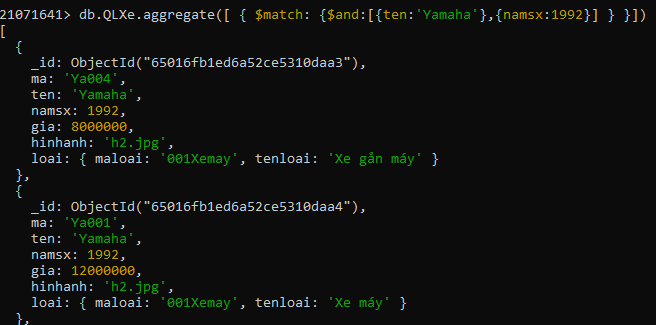 21071641> db.QLXe.aggregate([ { $match: {$and:[{ten:'Yamaha'},{namsx:1992}] } }])
[
  {
    _id: ObjectId("65016fb1ed6a52ce5310daa3"),
    ma: 'Ya004',
    ten: 'Yamaha',
    namsx: 1992,
    gia: 8000000,
    hinhanh: 'h2.jpg',
    loai: { maloai: '001Xemay', tenloai: 'Xe gắn máy' }
  },
  {
    _id: ObjectId("65016fb1ed6a52ce5310daa4"),
    ma: 'Ya001',
    ten: 'Yamaha',
    namsx: 1992,
    gia: 12000000,
    hinhanh: 'h2.jpg',
    loai: { maloai: '001Xemay', tenloai: 'Xe máy' }
  },